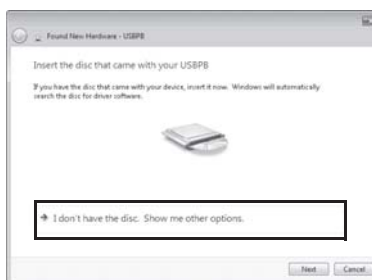 Found New Hardware - USBPB
Insert the disc that came with your USBPB
If you have the disc that came with your device, insert it now. Windows will automatically
search the disc for driver software.
I don't have the disc. Show me other options.
Next Cancel